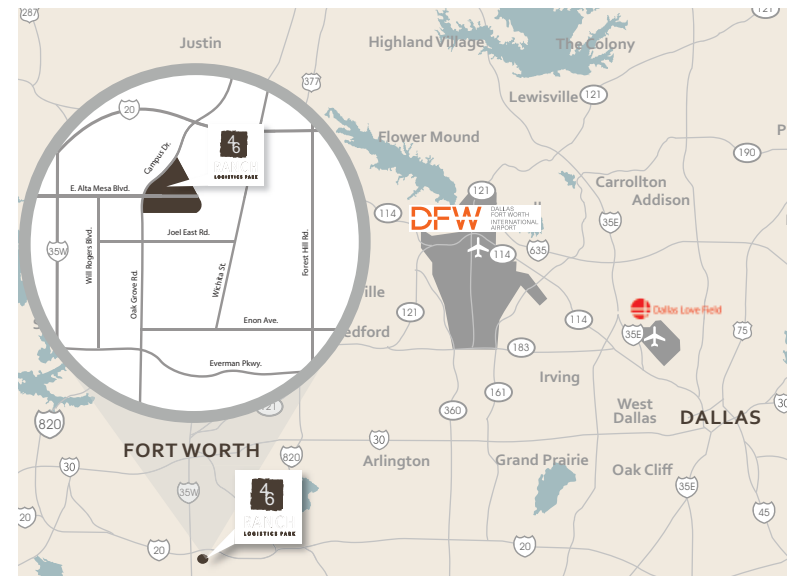 287
121
Justin
Highland Village
The Colony
377
Lewisville
121
20
46
RANCH
LOGISTICS PARK
Flower Mound
Campus Dr.
190
E. Alta Mesa Blvd.
121
Carrollton
114
DFW
DALLAS
FORT WORTH
INTERNATIONAL
AIRPORT
Addison
35E
Joel East Rd.
35W
Will Rogers Blvd.
Oak Grove Rd.
Wichita St.
Forest Hill Rd.
114
635
ville
121
Dallas Love Field
Enon Ave.
edford
114
35E
75
183
Everman Pkwy.
Irving
161
121
360
West
Dallas
DALLAS
820
30
FORT WORTH
30
820
Arlington
Grand Prairie
Oak Cliff
30
35W
46
RANCH
LOGISTICS PARK
35E
20
45
20
20